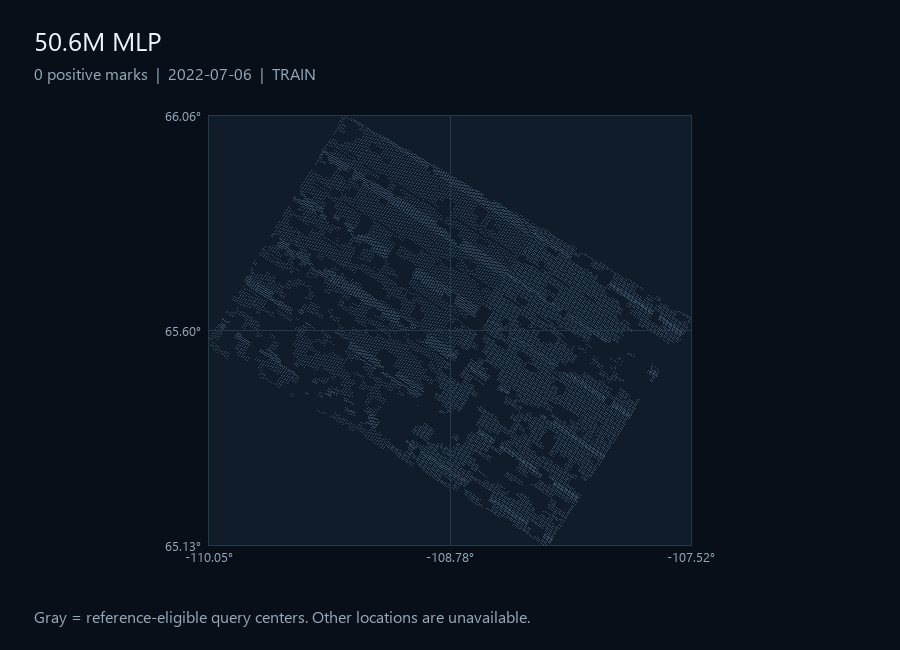 50.6M MLP
0 positive marks | 2022-07-06 | TRAIN
66.06°
65.60°
65.13°
-110.05° -108.78° -107.52°
Gray = reference-eligible query centers. Other locations are unavailable.